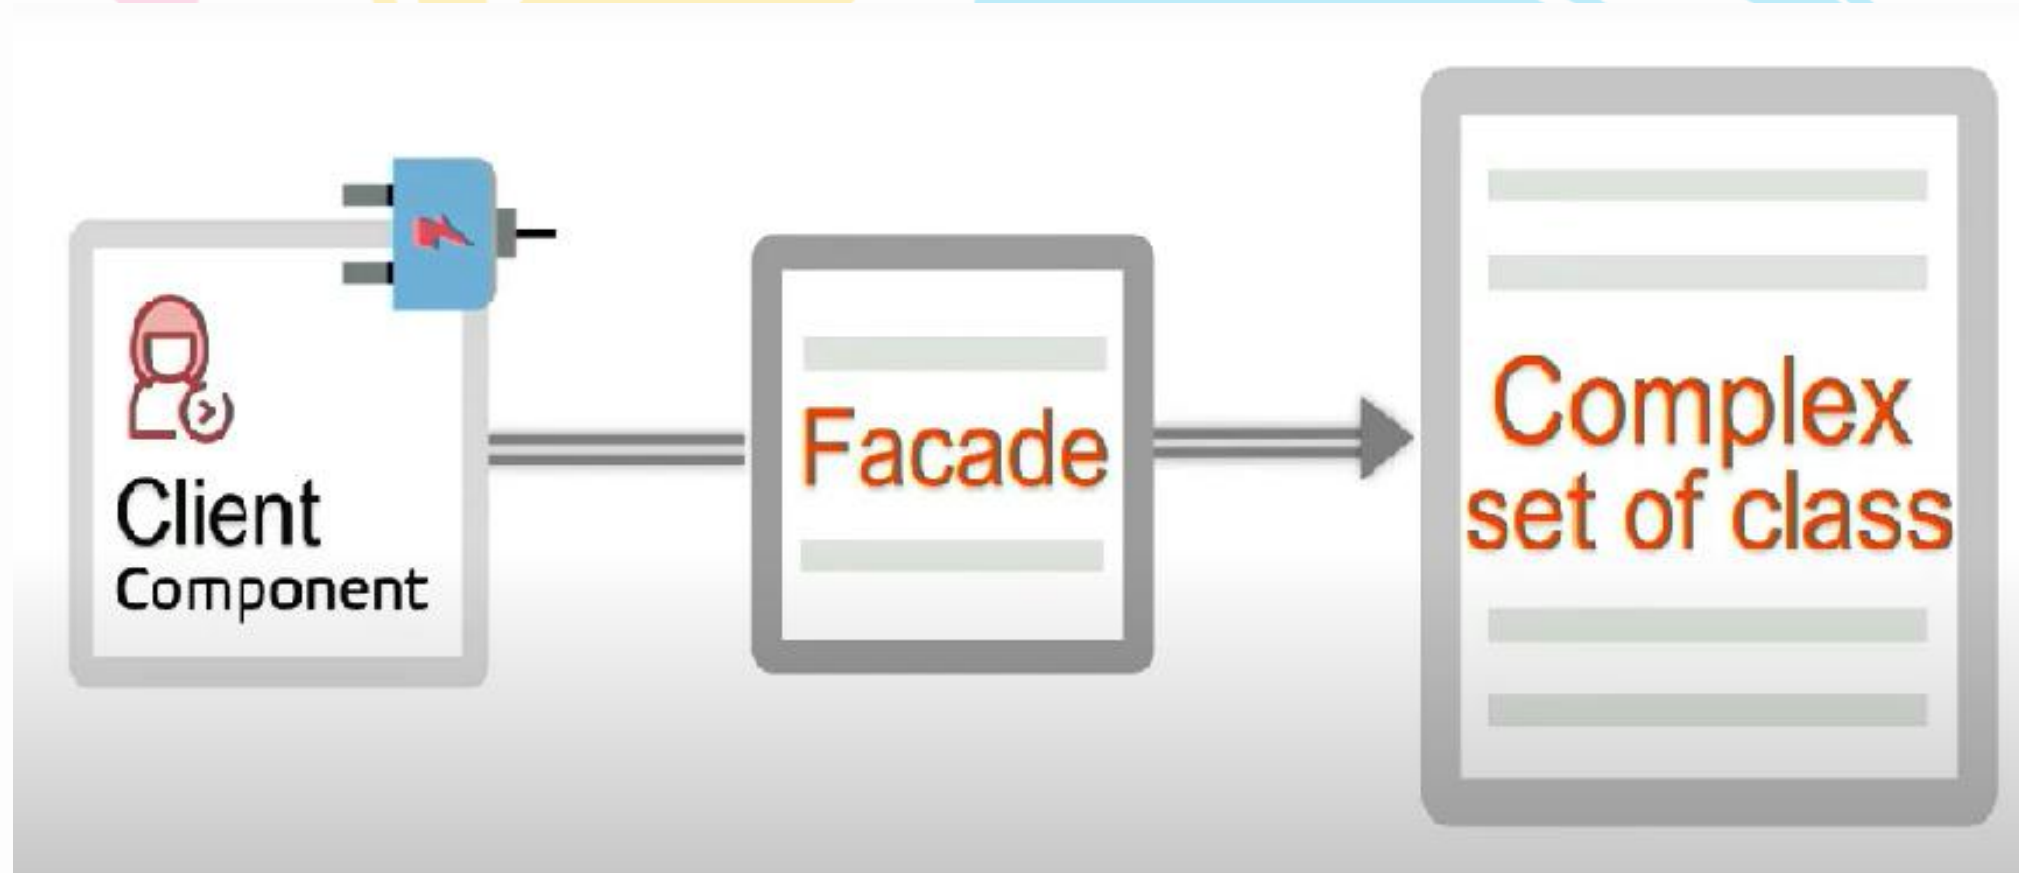 Client
Component
Facade
Complex
set of class